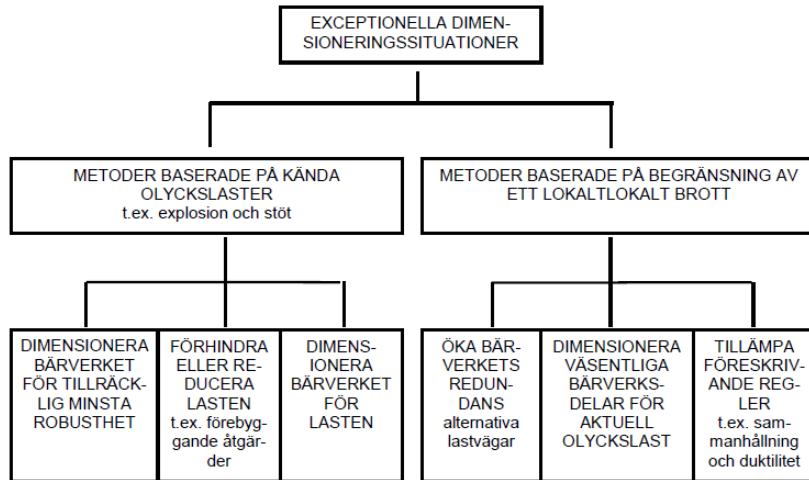 EXCEPTIONELLA DIMEN-
SIONERINGSSITUATIONER
METODER BASERADE PÅ KÄNDA
OLYCKSLASTER
t.ex. explosion och stöt
METODER BASERADE PÅ BEGRÄNSNING AV
ETT LOKALTLOKALT BROTT
DIMENSIONERA
BÄRVERKET
FÖR TILLRÄCK-
LIG MINSTA
ROBUSTHET
FÖRHINDRA
ELLER RE-
DUCERA
LASTEN
t.ex. föreby-
ggande åtgär-
der
DIMENS-
IONERA
BÄRVERKET
FÖR
LASTEN
ÖKA BÄR-
VERKETS
REDUN-
DANS
alternativa
lastvägar
DIMENSIONERA
VÄSENTLIGA
BÄRVERKS-
DELAR FÖR
AKTUELL
OLYCKSLAST
TILLÄMPA
FÖRESKRIV-
ANDE REG-
LER
t.ex. sam-
manhållning
och duktilitet